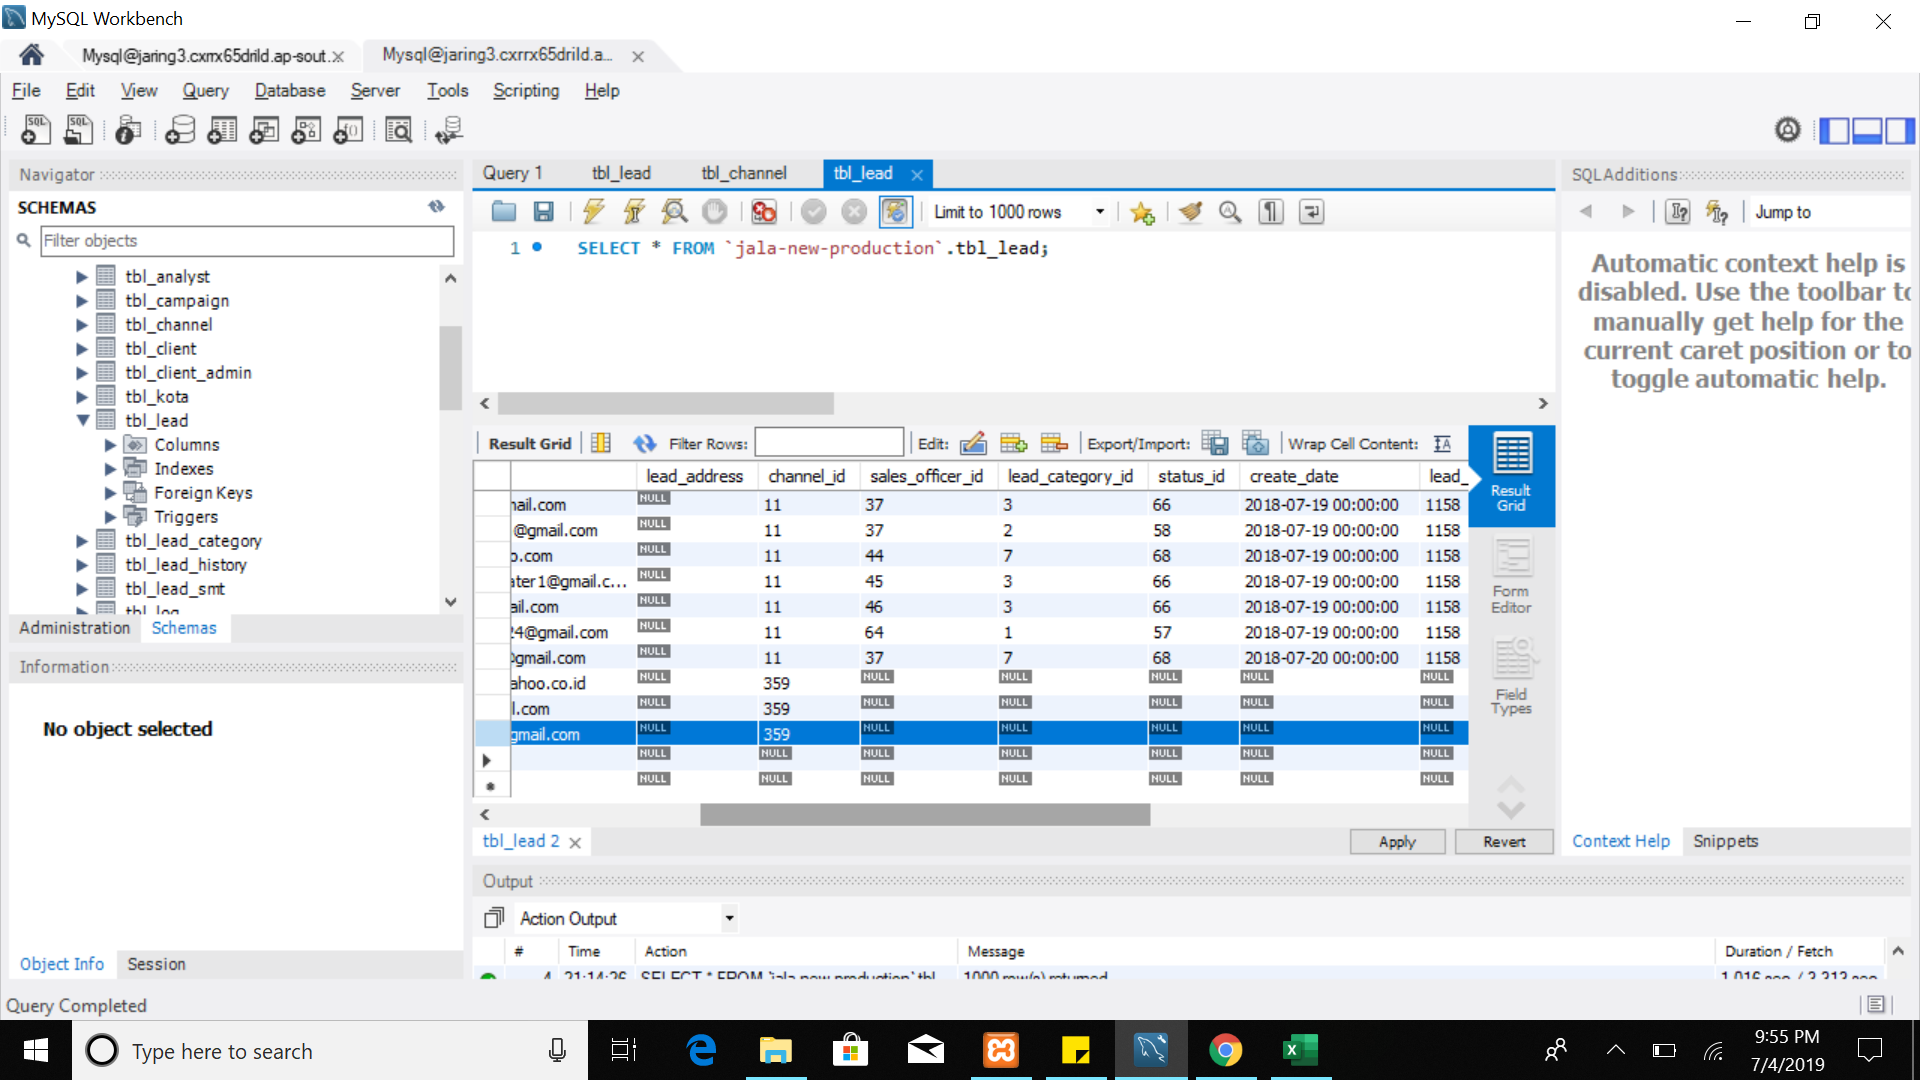 MySQL Workbench
Mysql@jaring3.cxrrx65drild.ap-sout...
Mysql@jaring3.cxrrx65drild.a...
File Edit View Query Database Server Tools Scripting Help
Navigator
SCHEMAS
Filter objects
tbl_analyst
tbl_campaign
tbl_channel
tbl_client
tbl_client_admin
tbl_kota
tbl_lead
Columns
Indexes
Foreign Keys
Triggers
tbl_lead_category
tbl_lead_history
tbl_lead_smt
tbl_log
Administration Schemas
Information
No object selected
Object Info Session
Query Completed
Query 1 tbl_lead tbl_channel tbl_lead
Limit to 1000 rows
1 SELECT * FROM `jala-new-production`.tbl_lead;
Result Grid Filter Rows: Edit: Export/Import: Wrap Cell Content:
lead_address channel_id sales_officer_id lead_category_id status_id create_date lead_
nail.com NULL 11 37 3 66 2018-07-19 00:00:00 1158
@gmail.com NULL 11 37 2 58 2018-07-19 00:00:00 1158
o.com NULL 11 44 7 68 2018-07-19 00:00:00 1158
ater1@gmail.c... NULL 11 45 3 66 2018-07-19 00:00:00 1158
ail.com NULL 11 46 3 66 2018-07-19 00:00:00 1158
24@gmail.com NULL 11 64 1 57 2018-07-19 00:00:00 1158
@gmail.com NULL 11 37 7 68 2018-07-20 00:00:00 1158
ahoo.co.id NULL 359 NULL NULL NULL NULL NULL
l.com NULL 359 NULL NULL NULL NULL NULL
gmail.com NULL 359 NULL NULL NULL NULL NULL
NULL NULL NULL NULL NULL NULL NULL
NULL NULL NULL NULL NULL NULL NULL
Result Grid
Form Editor
Field Types
tbl_lead 2
Apply Revert
Output
Action Output
# Time Action Message Duration / Fetch
4 21:14:26 SELECT * FROM `jala-new-production`.tbl... 1000 row(s) returned 1.016 sec / 3.313 sec
SQLAdditions
Jump to
Automatic context help is
disabled. Use the toolbar to
manually get help for the
current caret position or to
toggle automatic help.
Context Help Snippets
Type here to search
9:55 PM
7/4/2019